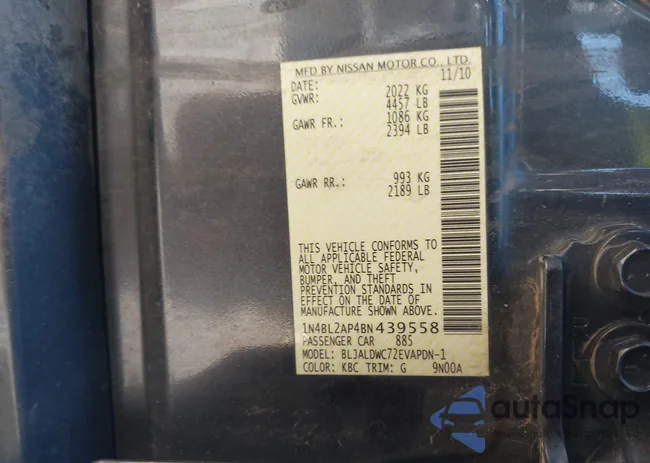 MFD BY NISSAN MOTOR CO., LTD.
DATE: 11/10
GVWR: 2022 KG
4457 LB
GAWR FR.: 1086 KG
2394 LB
GAWR RR.: 993 KG
2189 LB
THIS VEHICLE CONFORMS TO
ALL APPLICABLE FEDERAL
MOTOR VEHICLE SAFETY,
BUMPER, AND THEFT
PREVENTION STANDARDS IN
EFFECT ON THE DATE OF
MANUFACTURE SHOWN ABOVE.
1N4BL2AP4BN439558
PASSENGER CAR 885
MODEL: BLJALDWC72EVAPDN-1
COLOR: KBC TRIM: G 9N00A
autoSnap